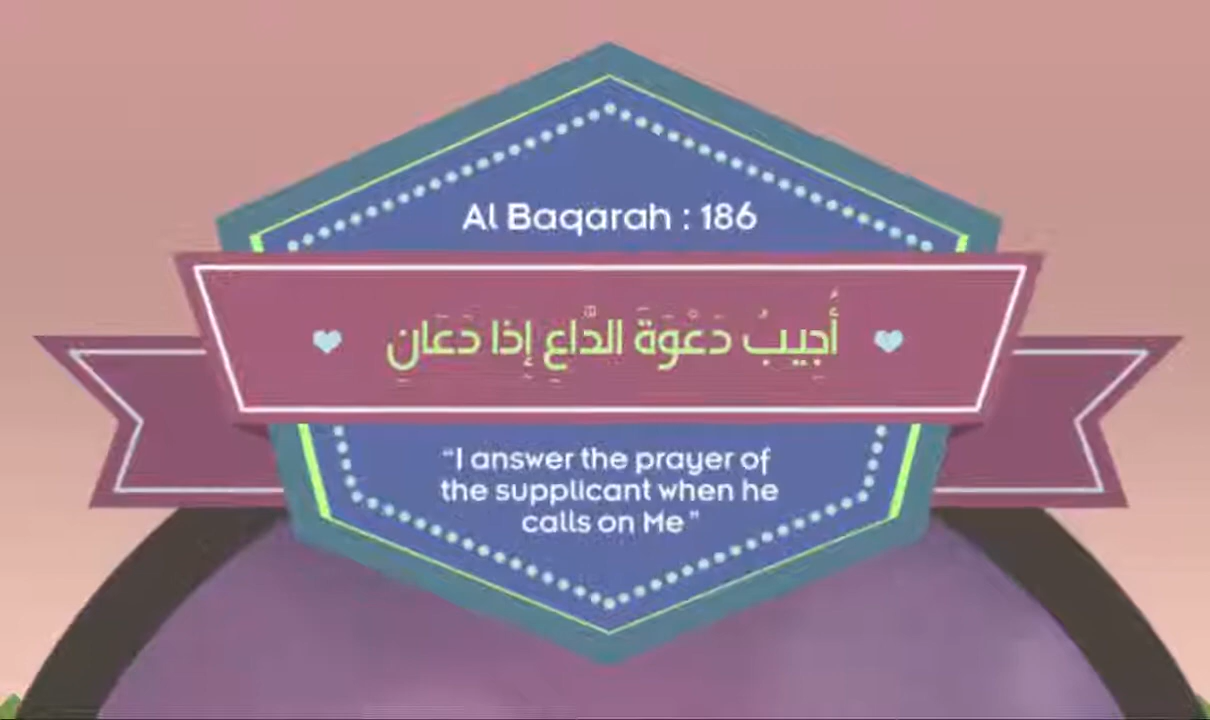 Al Baqarah : 186
أُجِيبُ دَعْوَةَ الدَّاعِ إِذَا دَعَانِ
“I answer the prayer of
the supplicant when he
calls on Me ”